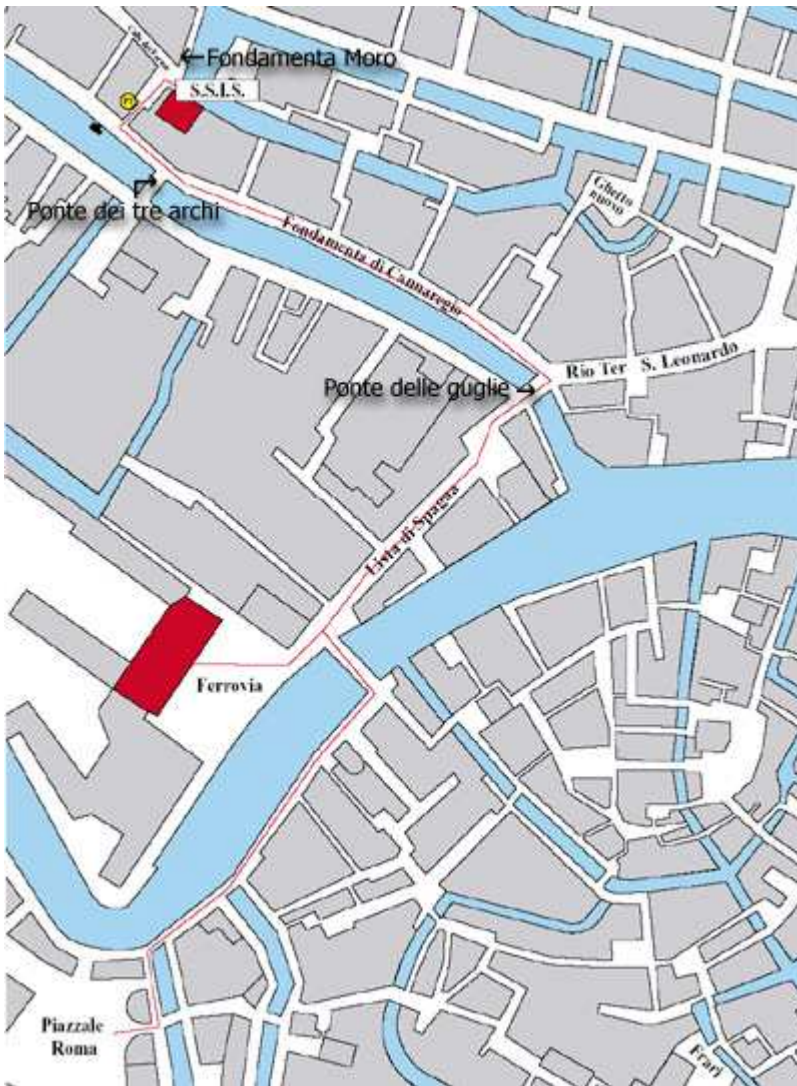 Fondamenta Moro
S.S.I.S.
Ponte dei tre archi
Ghetto
nuovo
Fondamenta di Cannaregio
Rio Ter S. Leonardo
Ponte delle guglie
Lista di Spagna
Ferrovia
Piazzale
Roma
Frari